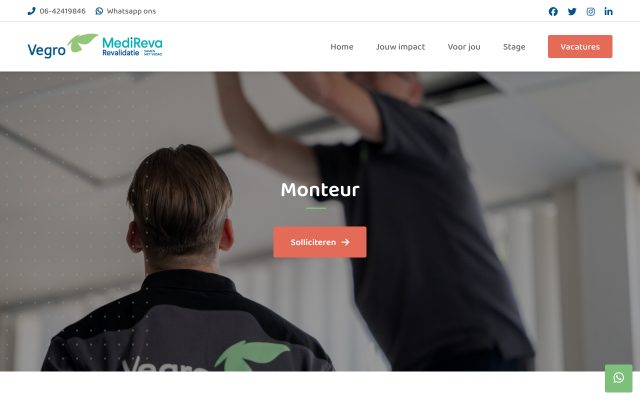 06-42419846 Whatsapp ons
Vegro MediReva
Revalidatie
Home Jouw impact Voor jou Stage Vacatures
Monteur
Solliciteren
Vegro